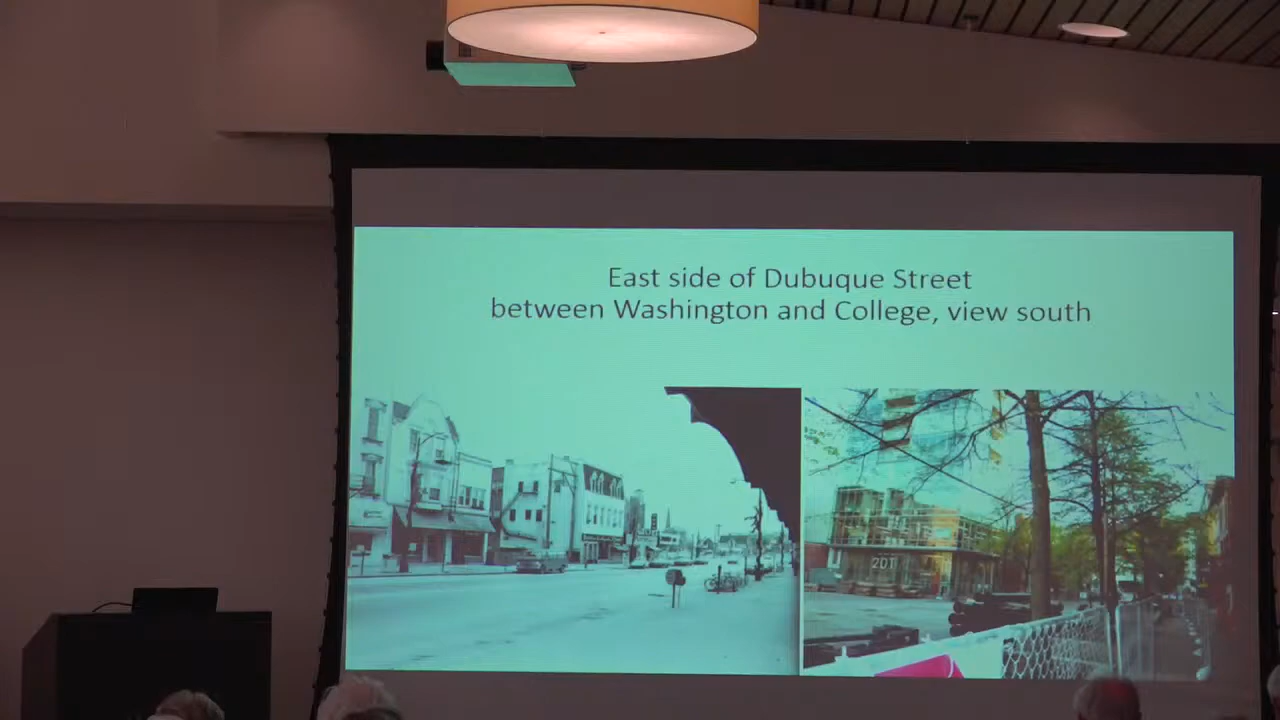 East side of Dubuque Street
between Washington and College, view south
201